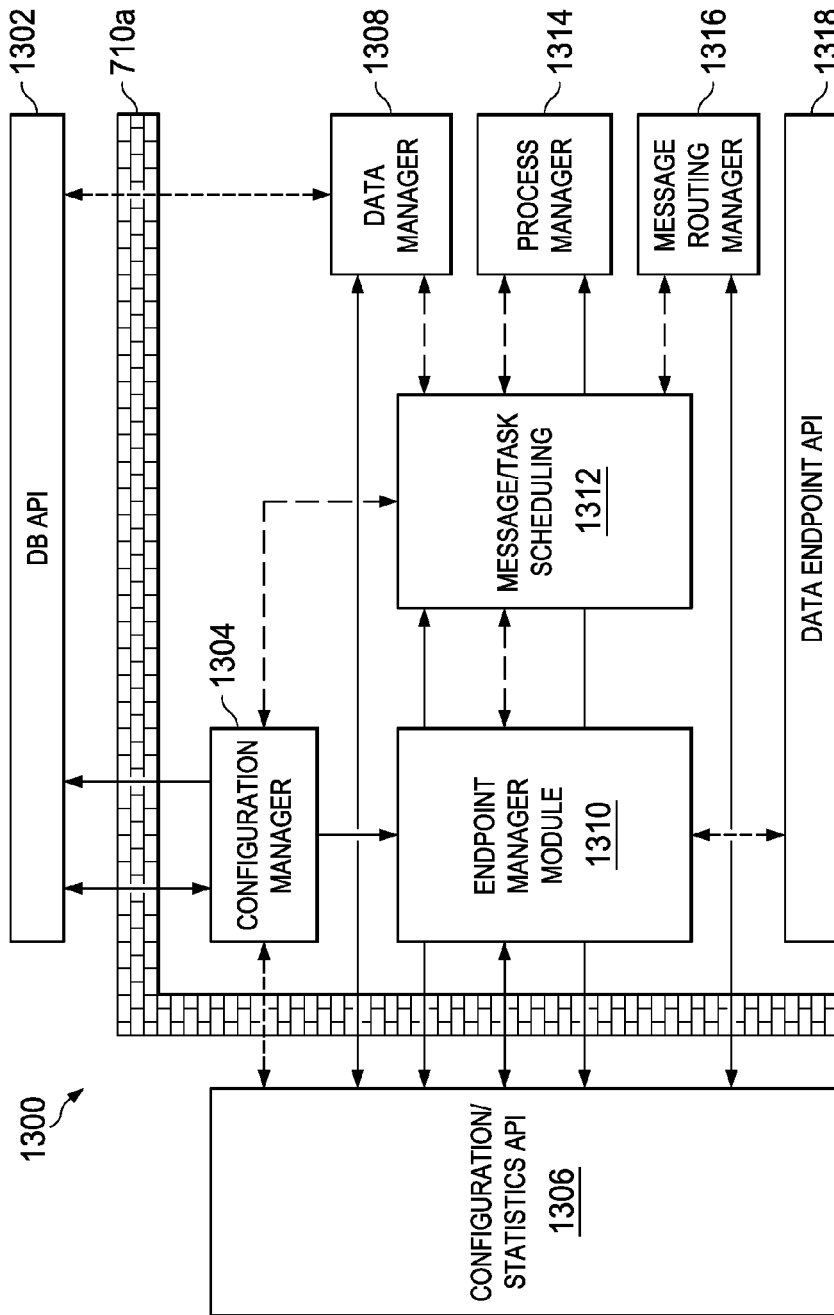 1300
DB API
1302
710a
CONFIGURATION
MANAGER
1304
DATA
MANAGER
1308
CONFIGURATION/
STATISTICS API
1306
ENDPOINT
MANAGER
MODULE
1310
MESSAGE/TASK
SCHEDULING
1312
PROCESS
MANAGER
1314
MESSAGE
ROUTING
MANAGER
1316
DATA ENDPOINT API
1318